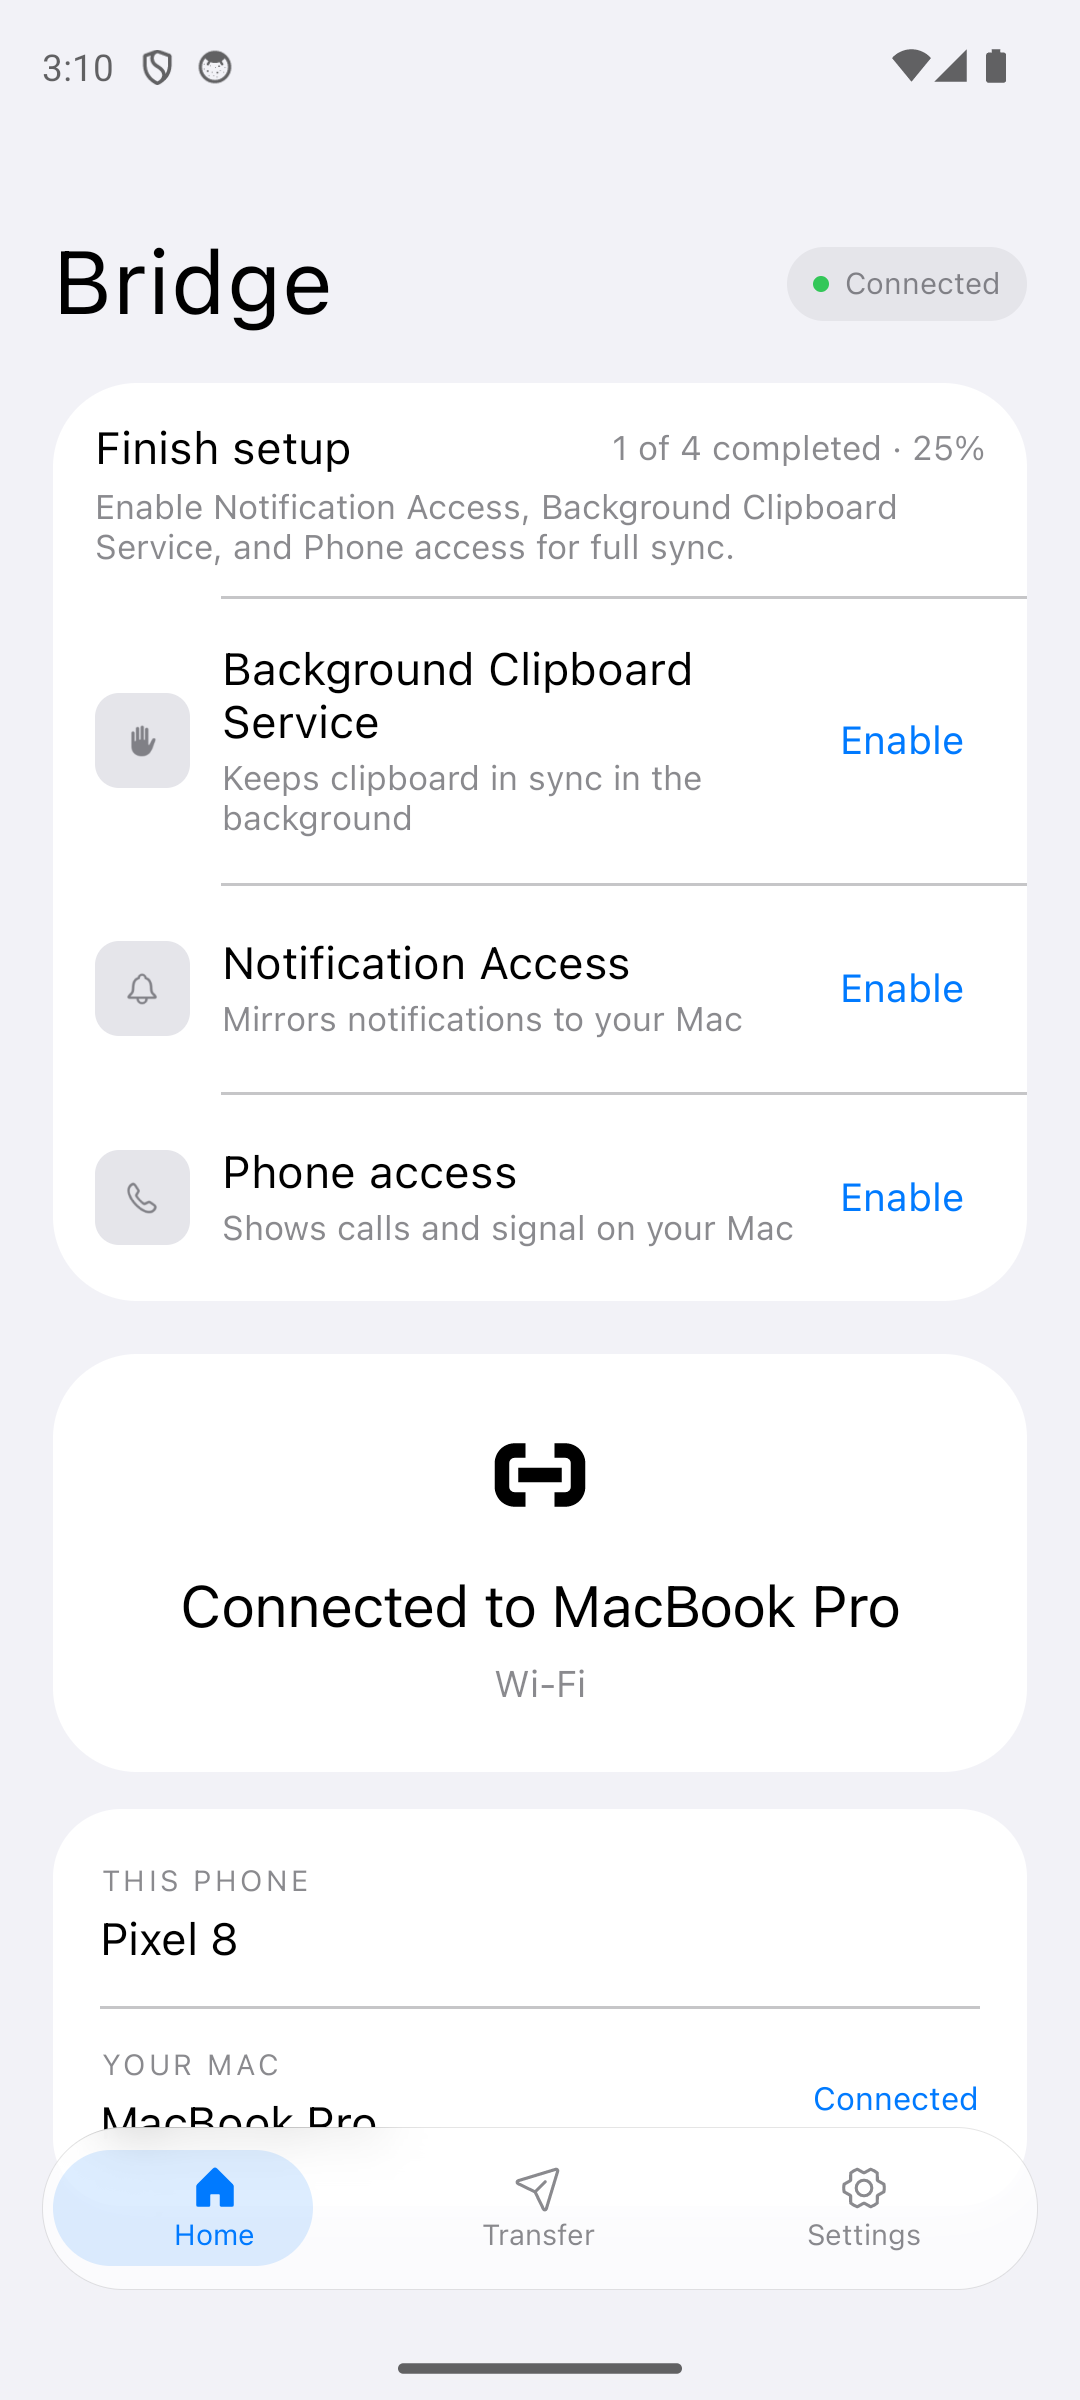 3:10
Bridge
Connected
Finish setup
1 of 4 completed · 25%
Enable Notification Access, Background Clipboard
Service, and Phone access for full sync.
Background Clipboard
Service
Keeps clipboard in sync in the
background
Enable
Notification Access
Mirrors notifications to your Mac
Enable
Phone access
Shows calls and signal on your Mac
Enable
Connected to MacBook Pro
Wi-Fi
THIS PHONE
Pixel 8
YOUR MAC
MacBook Pro
Connected
Home
Transfer
Settings